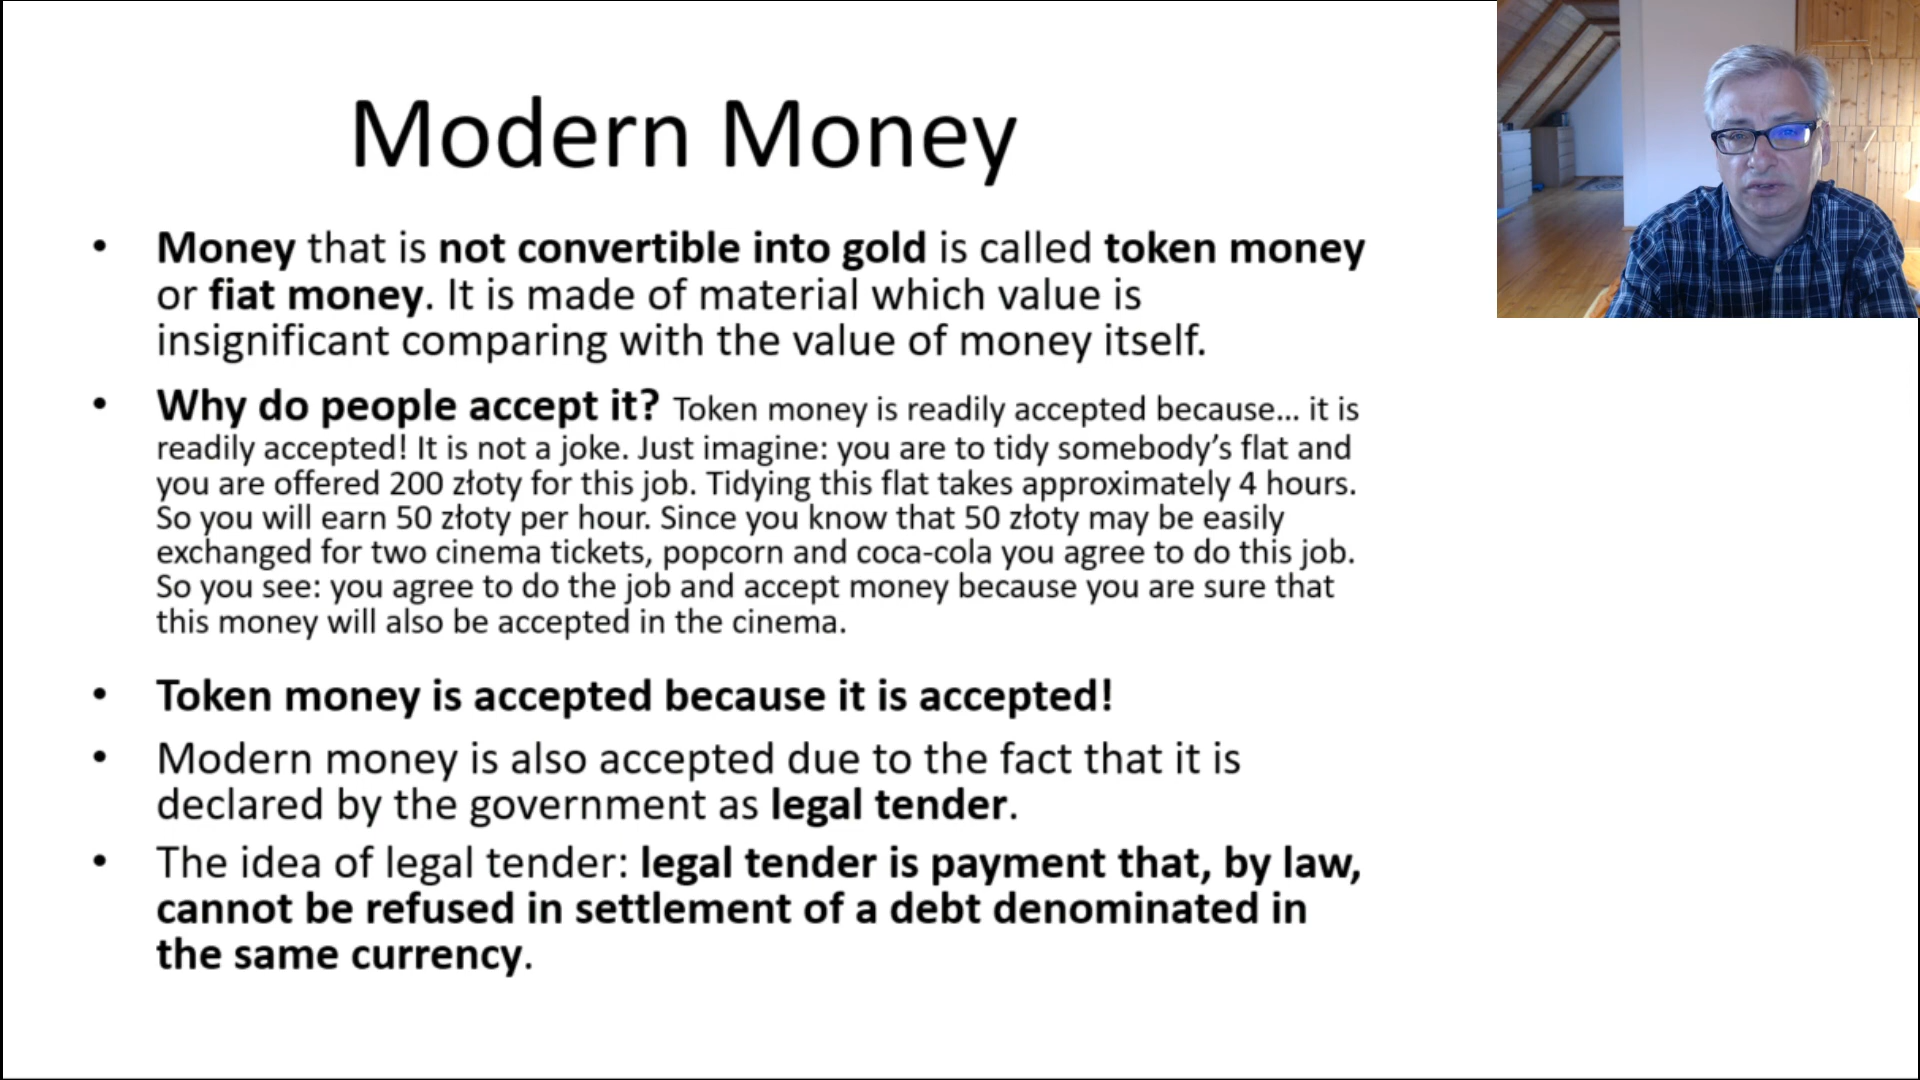 Modern Money
• Money that is not convertible into gold is called token money
or fiat money. It is made of material which value is
insignificant comparing with the value of money itself.
• Why do people accept it? Token money is readily accepted because... it is
readily accepted! It is not a joke. Just imagine: you are to tidy somebody’s flat and
you are offered 200 złoty for this job. Tidying this flat takes approximately 4 hours.
So you will earn 50 złoty per hour. Since you know that 50 złoty may be easily
exchanged for two cinema tickets, popcorn and coca-cola you agree to do this job.
So you see: you agree to do the job and accept money because you are sure that
this money will also be accepted in the cinema.
• Token money is accepted because it is accepted!
• Modern money is also accepted due to the fact that it is
declared by the government as legal tender.
• The idea of legal tender: legal tender is payment that, by law,
cannot be refused in settlement of a debt denominated in
the same currency.